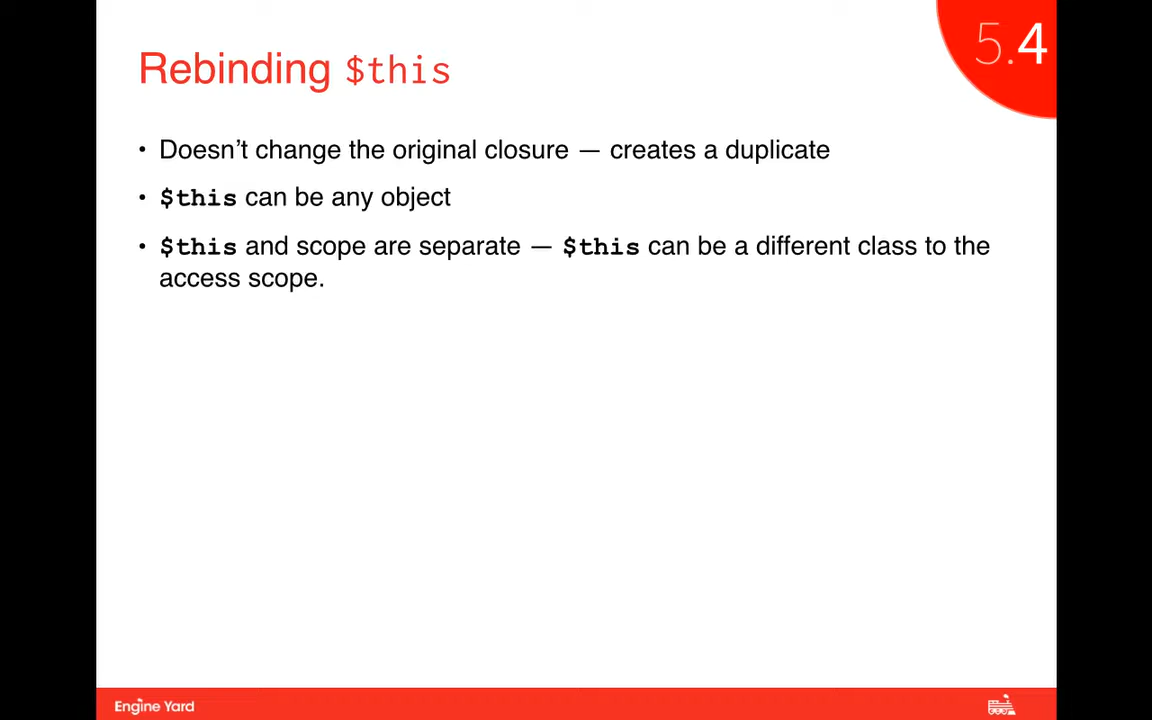 5.4
Rebinding $this
• Doesn’t change the original closure — creates a duplicate
• $this can be any object
• $this and scope are separate — $this can be a different class to the
access scope.
Engine Yard